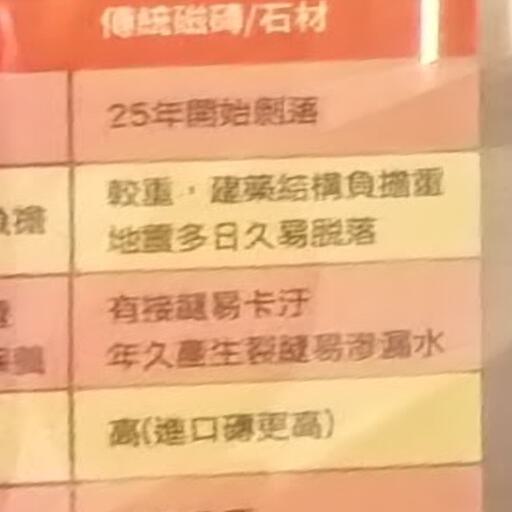 傳統磁磚/石材
25年開始剝落
較重，建築結構負擔重
地震多日久易脫落
負擔
有接縫易卡汙
年久產生裂縫易滲漏水
高(進口磚更高)